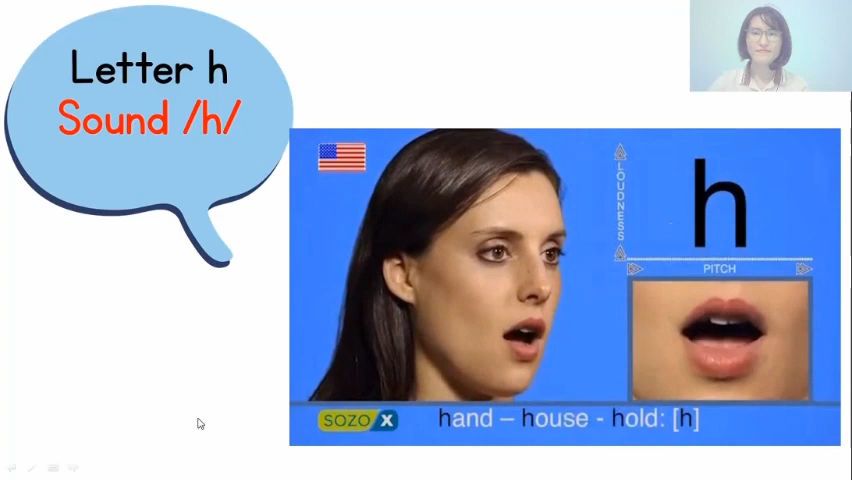 Letter h
Sound /h/
LOUDNESS
h
PITCH
SOZO X
hand – house - hold: [h]